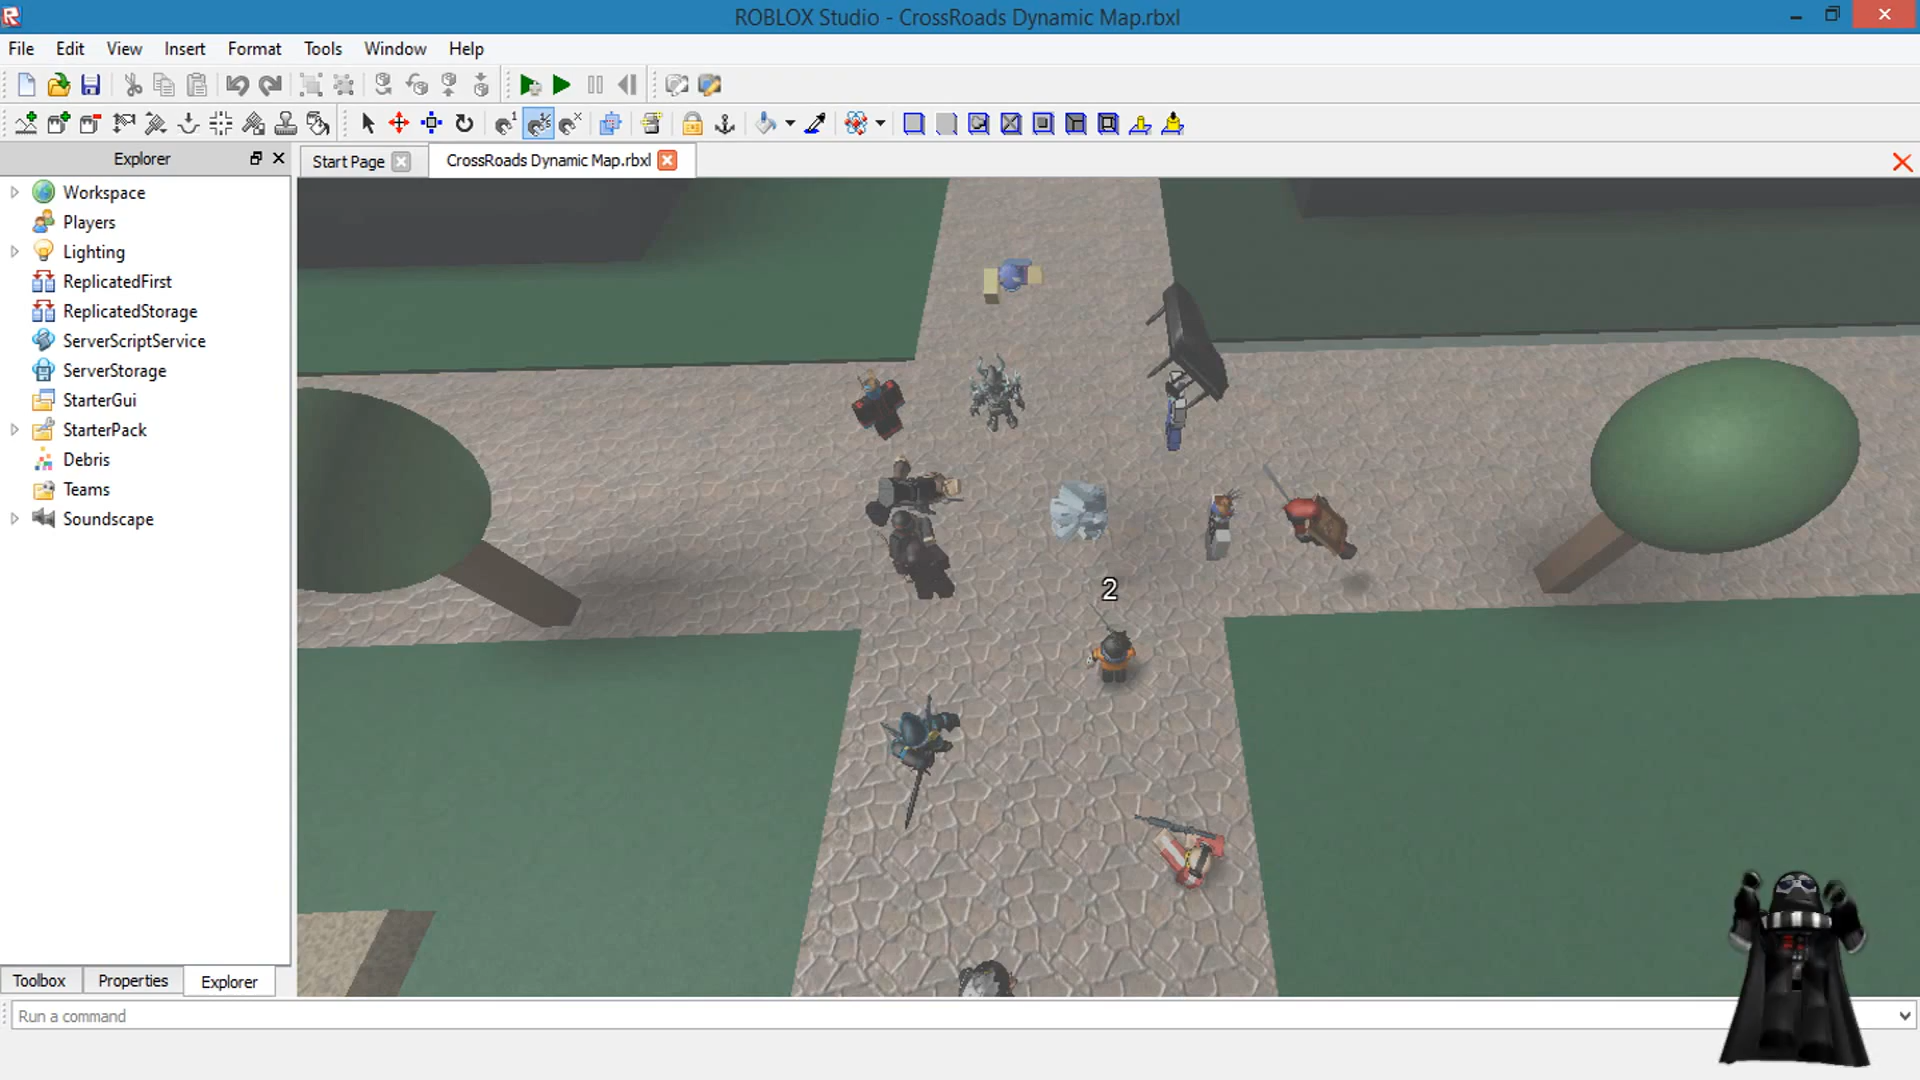 ROBLOX Studio - CrossRoads Dynamic Map.rbxl
File Edit View Insert Format Tools Window Help
Explorer
Start Page
CrossRoads Dynamic Map.rbxl
Workspace
Players
Lighting
ReplicatedFirst
ReplicatedStorage
ServerScriptService
ServerStorage
StarterGui
StarterPack
Debris
Teams
Soundscape
2
Toolbox Properties Explorer
Run a command